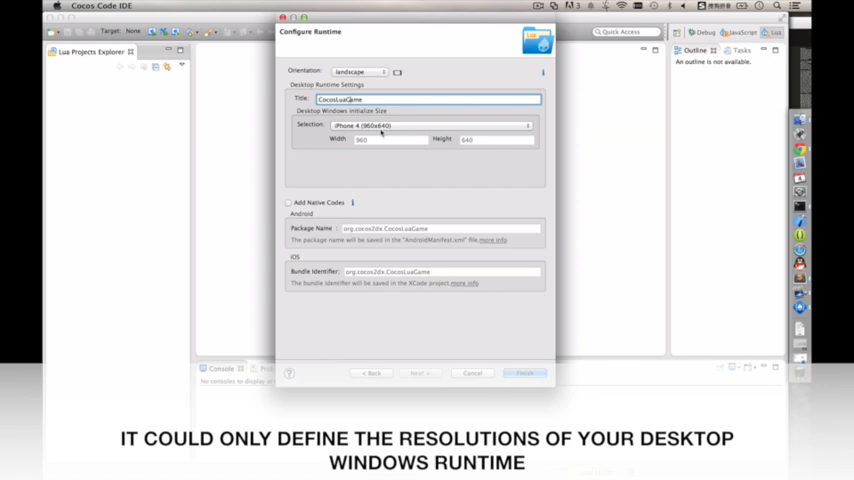 Cocos Code IDE
Target:
Quick Access
Debug
JavaScript
Lua
Lua Projects Explorer
Outline
Tasks
An outline is not available.
Configure Runtime
Lua
Orientation:
landscape
Desktop Runtime Settings
Title:
CocosLuaGame
Desktop Windows initialize Size
Selection:
iPhone 4 (960x640)
Width
960
Height
640
Add Native Codes
Android
Package Name :
org.cocos2dx.CocosLuaGame
The package name will be saved in the "AndroidManifest.xml" file.more info
iOS
Bundle Identifier:
org.cocos2dx.CocosLuaGame
The bundle identifier will be saved in the XCode project.more info
Console
No consoles to display at
?
< Back
Next >
Cancel
Finish
IT COULD ONLY DEFINE THE RESOLUTIONS OF YOUR DESKTOP
WINDOWS RUNTIME